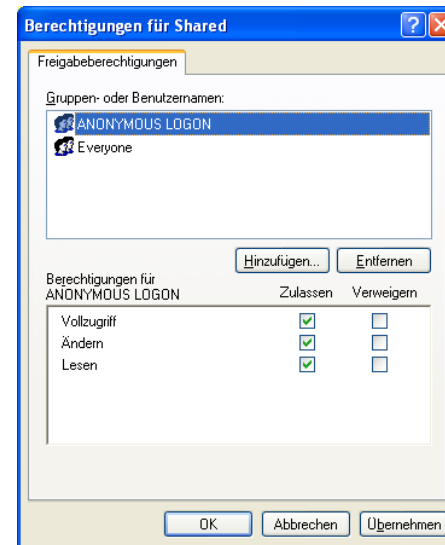 Berechtigungen für Shared
Freigabeberechtigungen
Gruppen- oder Benutzernamen:
ANONYMOUS LOGON
Everyone
Hinzufügen... Entfernen
Berechtigungen für
ANONYMOUS LOGON Zulassen Verweigern
Vollzugriff
Ändern
Lesen
OK Abbrechen Übernehmen